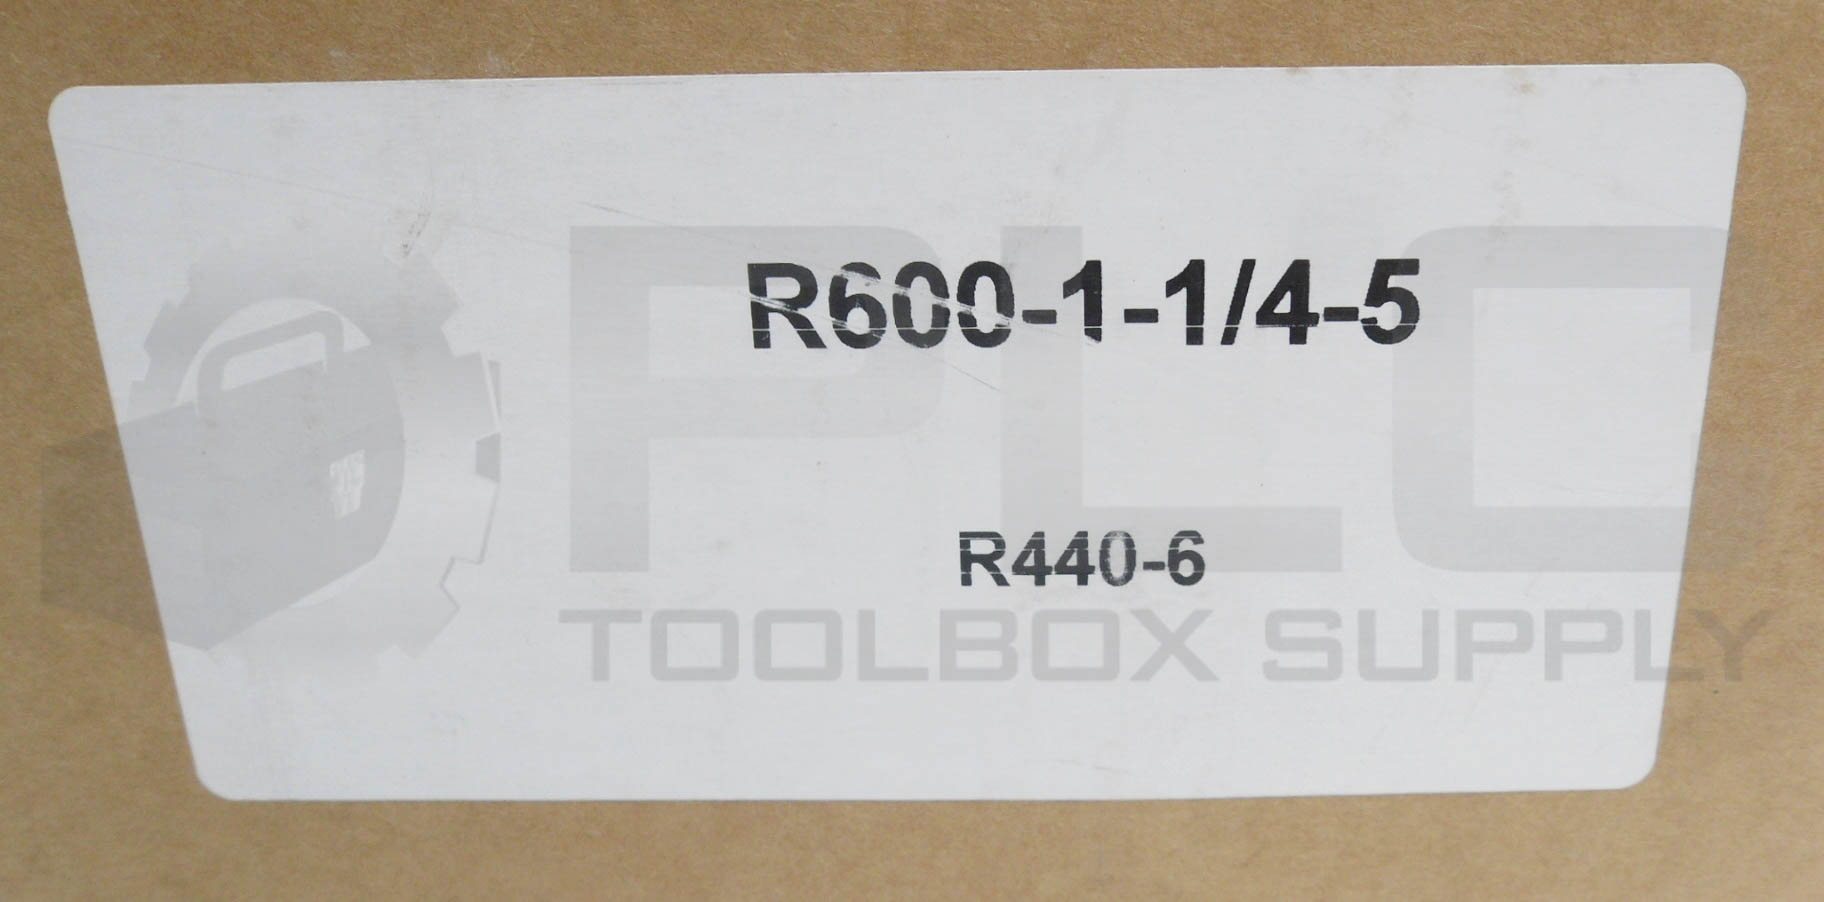 R600-1-1/4-5
R440-6
PLC
TOOLBOX SUPPLY